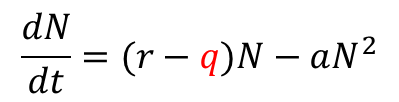 dN/dt = (r − q)N − aN²